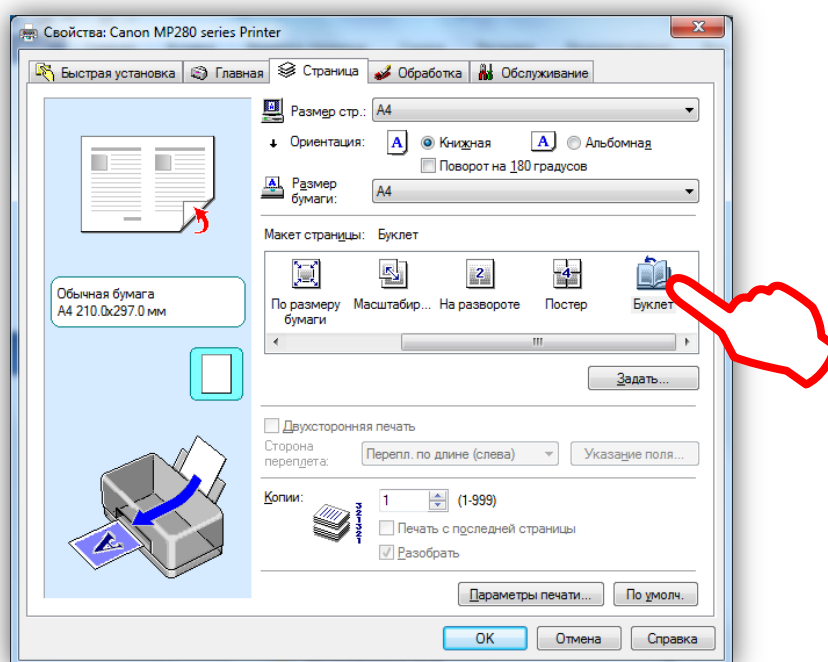 Свойства: Canon MP280 series Printer
Быстрая установка Главная Страница Обработка Обслуживание
Размер стр.: A4
Ориентация: A Книжная A Альбомная
Поворот на 180 градусов
Размер
бумаги:
A4
Макет страницы: Буклет
2 4
По размеру
бумаги
Масштабир... На развороте Постер Буклет
Обычная бумага
A4 210.0x297.0 мм
Задать...
Двухсторонняя печать
Сторона
переплета:
Перепл. по длине (слева) Указание поля...
Копии: 1 (1-999)
321321
Печать с последней страницы
Разобрать
A
Параметры печати... По умолч.
OK Отмена Справка